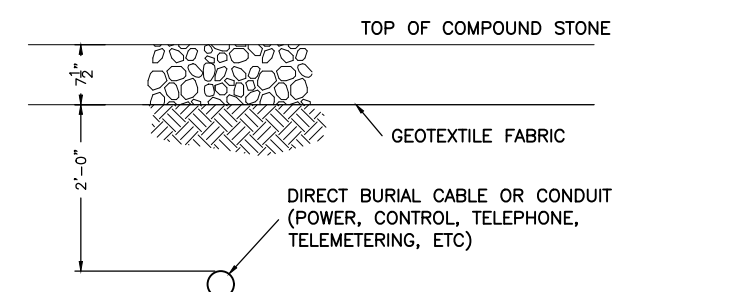 TOP OF COMPOUND STONE
7½"
GEOTEXTILE FABRIC
2'-0"
DIRECT BURIAL CABLE OR CONDUIT
(POWER, CONTROL, TELEPHONE,
TELEMETERING, ETC)